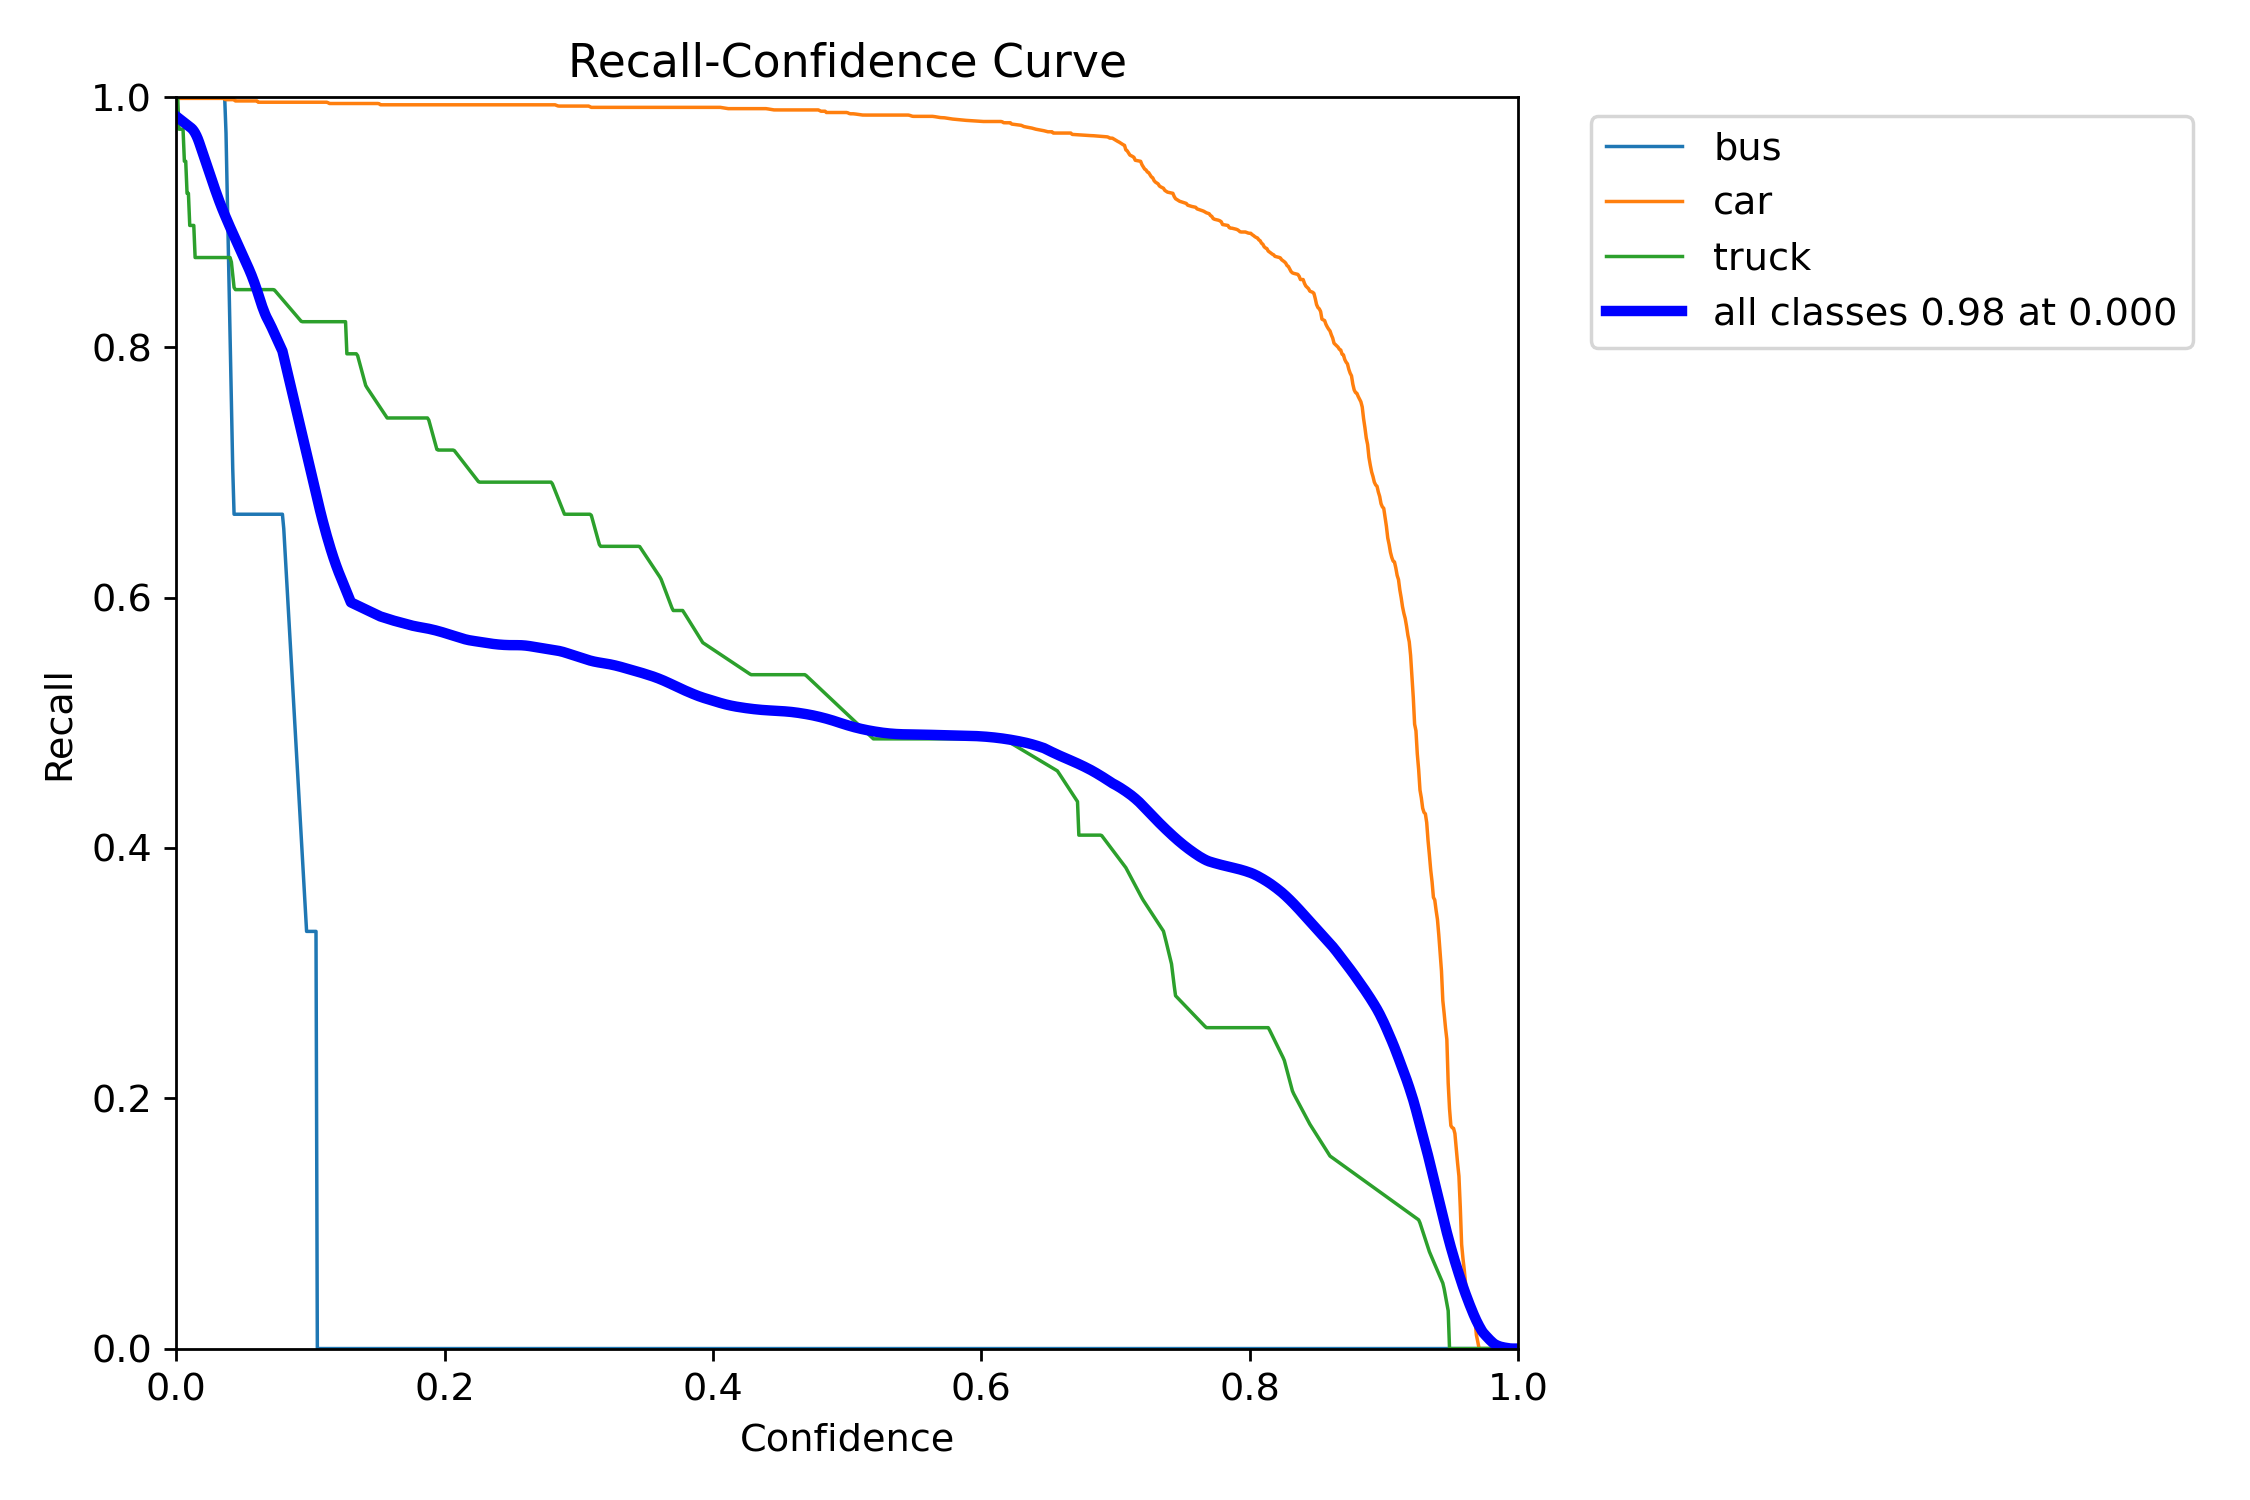 Recall-Confidence Curve
1.0
0.8
0.6
0.4
0.2
0.0
Recall
0.0 0.2 0.4 0.6 0.8 1.0
Confidence
bus
car
truck
all classes 0.98 at 0.000